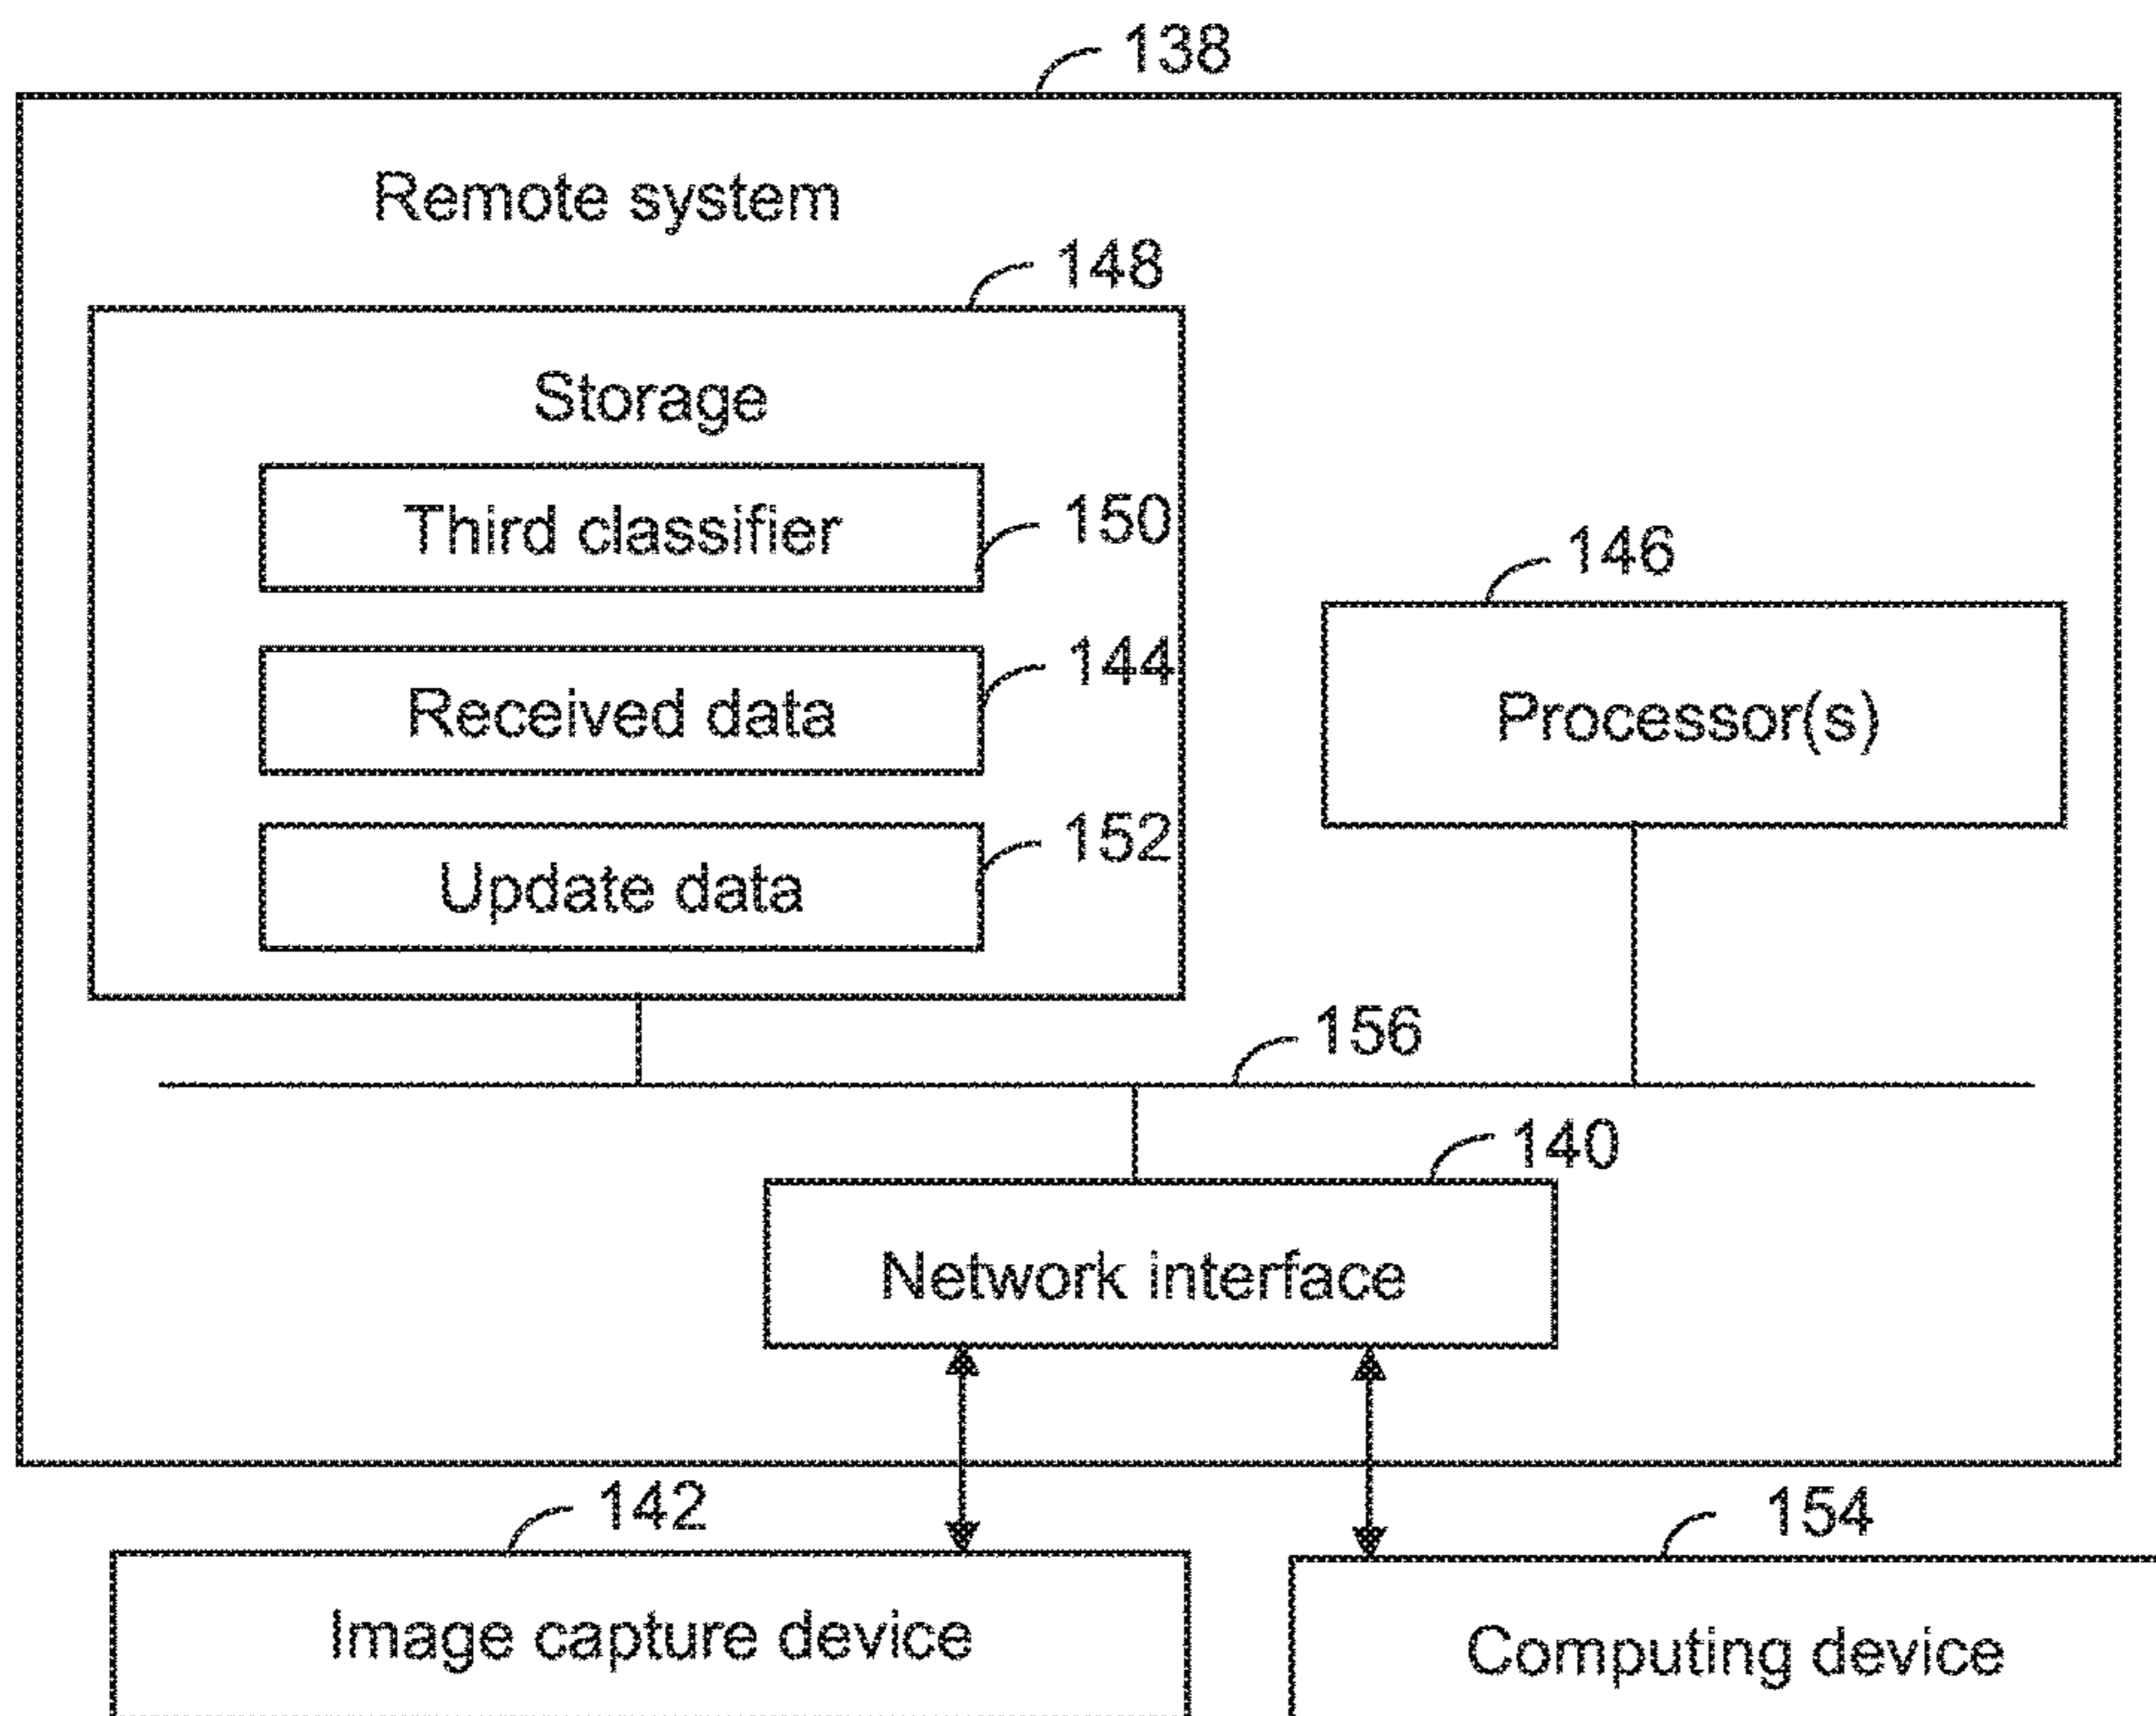 138
Remote system
148
Storage
Third classifier
150
Received data
144
Update data
152
146
Processor(s)
156
140
Network interface
142
Image capture device
154
Computing device